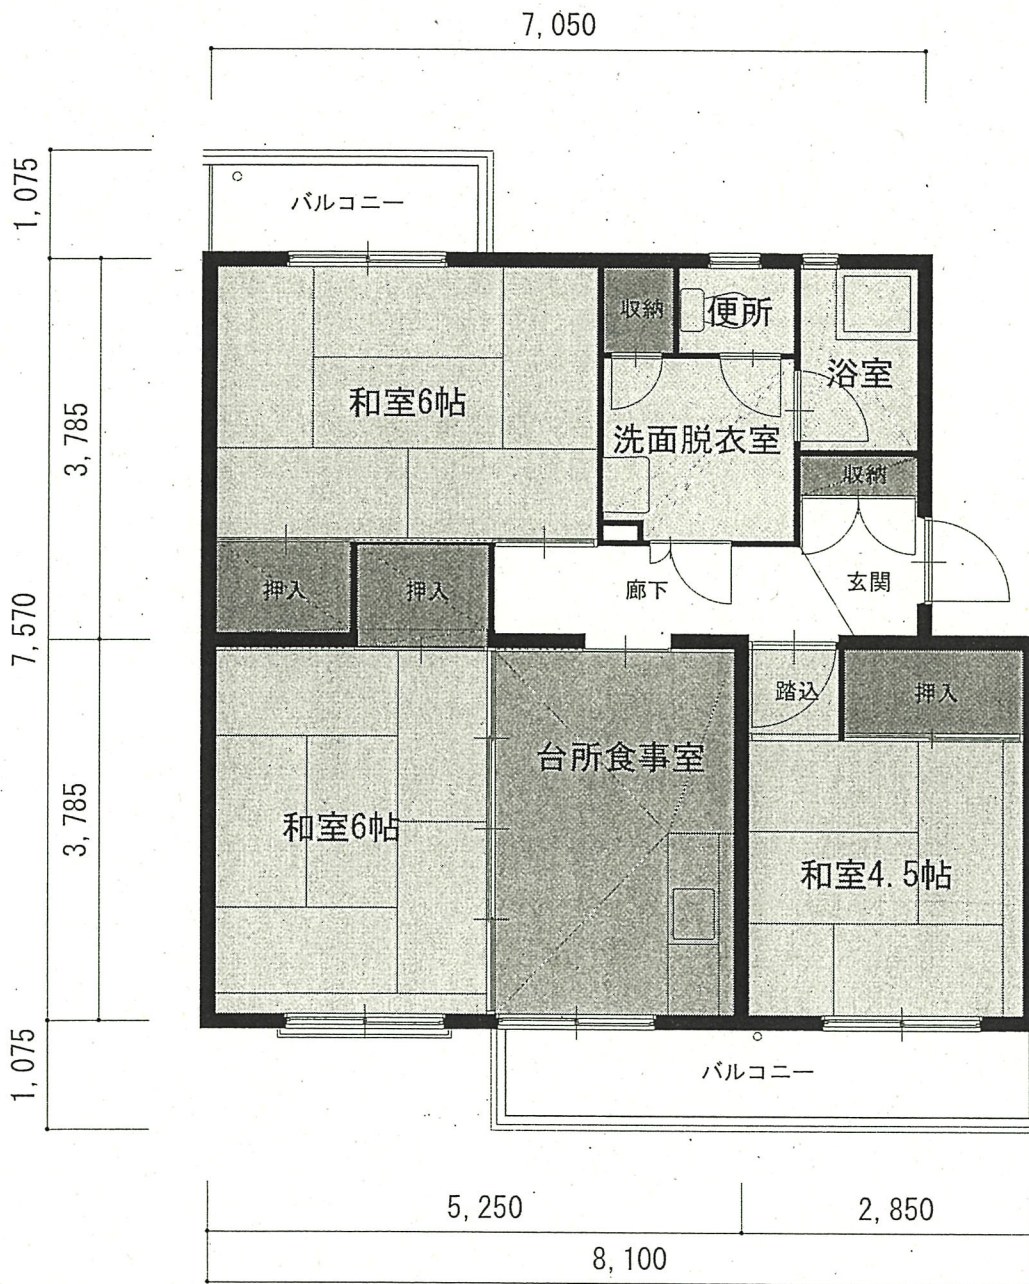 7,050
1,075
バルコニー
収納
便所
浴室
和室6帖
洗面脱衣室
3,785
収納
押入
押入
廊下
玄関
7,570
踏込
押入
台所食事室
和室6帖
3,785
和室4.5帖
1,075
バルコニー
5,250
2,850
8,100